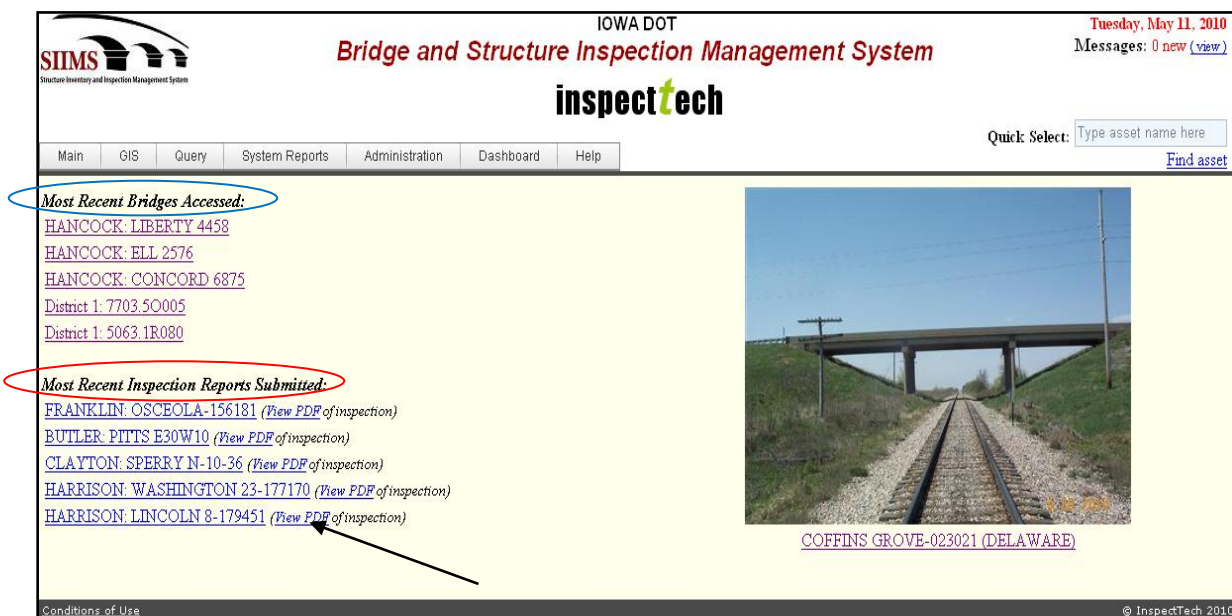 IOWA DOT
Tuesday, May 11, 2010
Bridge and Structure Inspection Management System
Messages: 0 new (view)
SIIMS
Structure Inventory and Inspection Management System
inspecttech
Quick Select: Type asset name here
Find asset
Main GIS Query System Reports Administration Dashboard Help
Most Recent Bridges Accessed:
HANCOCK: LIBERTY 4458
HANCOCK: ELL 2576
HANCOCK: CONCORD 6875
District 1: 7703.5O005
District 1: 5063.1R080
Most Recent Inspection Reports Submitted:
FRANKLIN: OSCEOLA-156181 (View PDF of inspection)
BUTLER: PITTS E30W10 (View PDF of inspection)
CLAYTON: SPERRY N-10-36 (View PDF of inspection)
HARRISON: WASHINGTON 23-177170 (View PDF of inspection)
HARRISON: LINCOLN 8-179451 (View PDF of inspection)
COFFINS GROVE-023021 (DELAWARE)
Conditions of Use
© InspectTech 2010